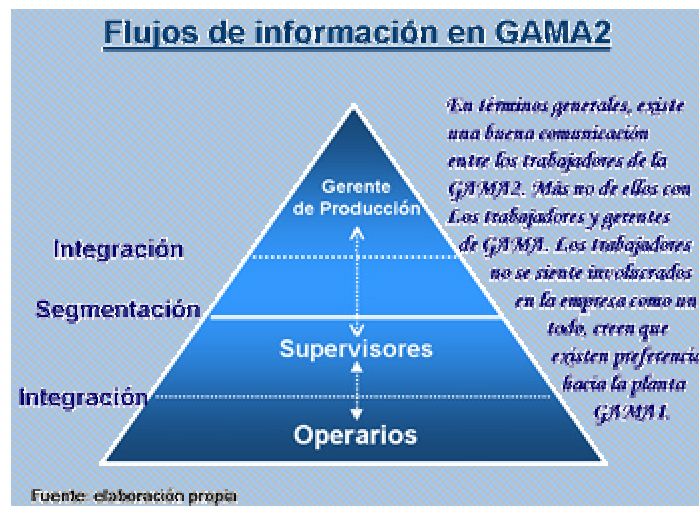 Flujos de información en GAMA2
En términos generales, existe
una buena comunicación
entre los trabajadores de la
GAMA2. Más no de ellos con
Los trabajadores y gerentes
de GAMA. Los trabajadores
no se siente involucrados
en la empresa como un
todo, creen que
existen preferencia
hacia la planta
GAMA1.
Gerente
de Producción
Integración
Segmentación
Supervisores
Integración
Operarios
Fuente: elaboración propia